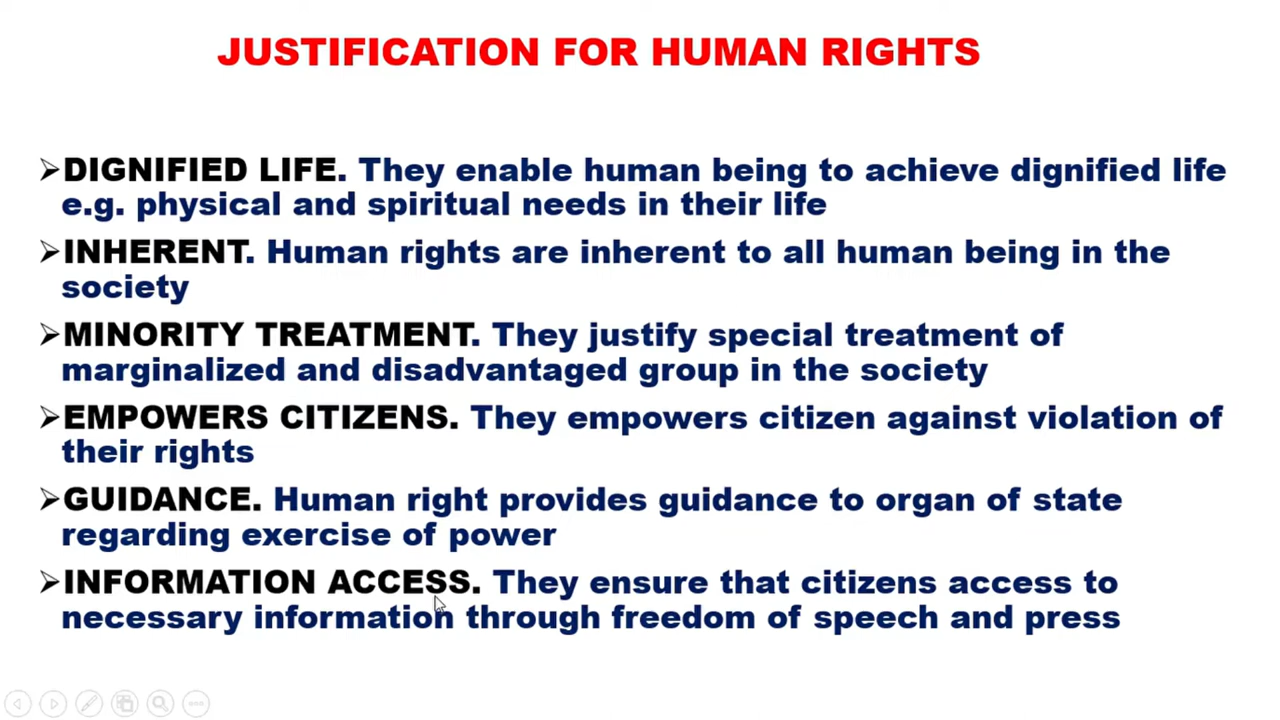 JUSTIFICATION FOR HUMAN RIGHTS
➢DIGNIFIED LIFE. They enable human being to achieve dignified life
e.g. physical and spiritual needs in their life
➢INHERENT. Human rights are inherent to all human being in the
society
➢MINORITY TREATMENT. They justify special treatment of
marginalized and disadvantaged group in the society
➢EMPOWERS CITIZENS. They empowers citizen against violation of
their rights
➢GUIDANCE. Human right provides guidance to organ of state
regarding exercise of power
➢INFORMATION ACCESS. They ensure that citizens access to
necessary information through freedom of speech and press